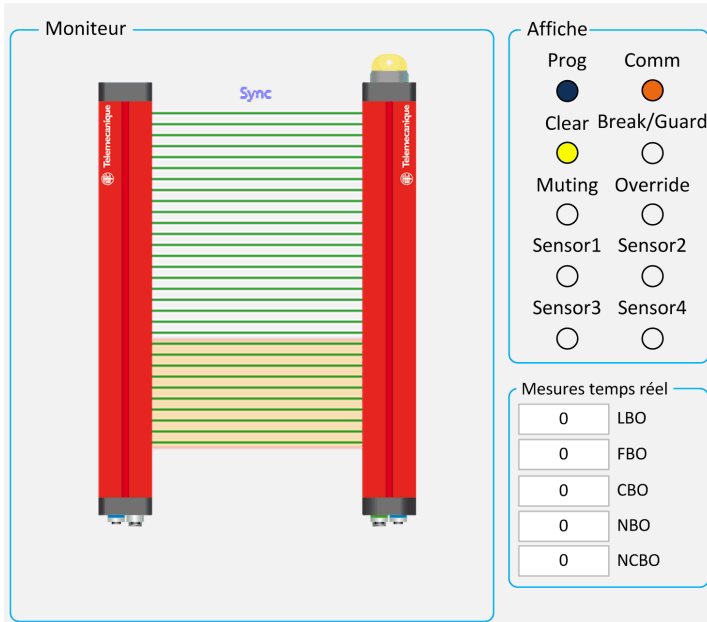 Moniteur
Sync
Telemecanique
Telemecanique
Affiche
Prog Comm
Clear Break/Guard
Muting Override
Sensor1 Sensor2
Sensor3 Sensor4
Mesures temps réel
0 LBO
0 FBO
0 CBO
0 NBO
0 NCBO